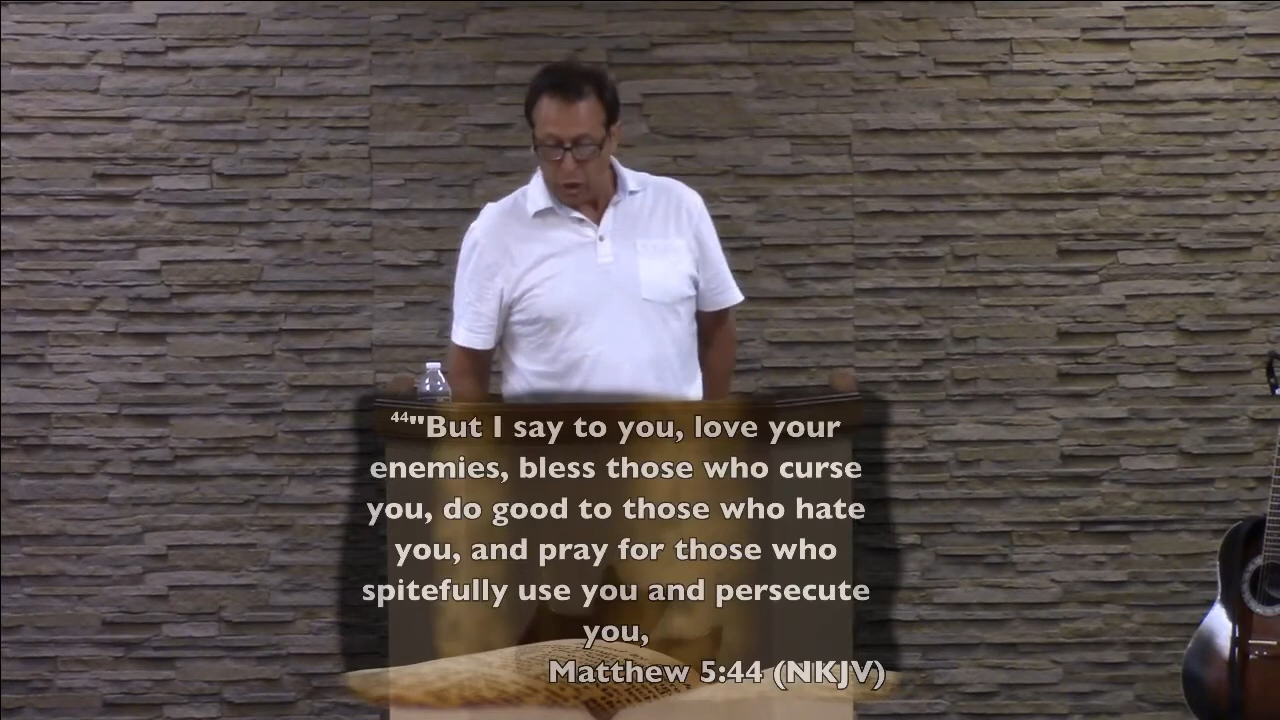 44"But I say to you, love your
enemies, bless those who curse
you, do good to those who hate
you, and pray for those who
spitefully use you and persecute
you,
Matthew 5:44 (NKJV)